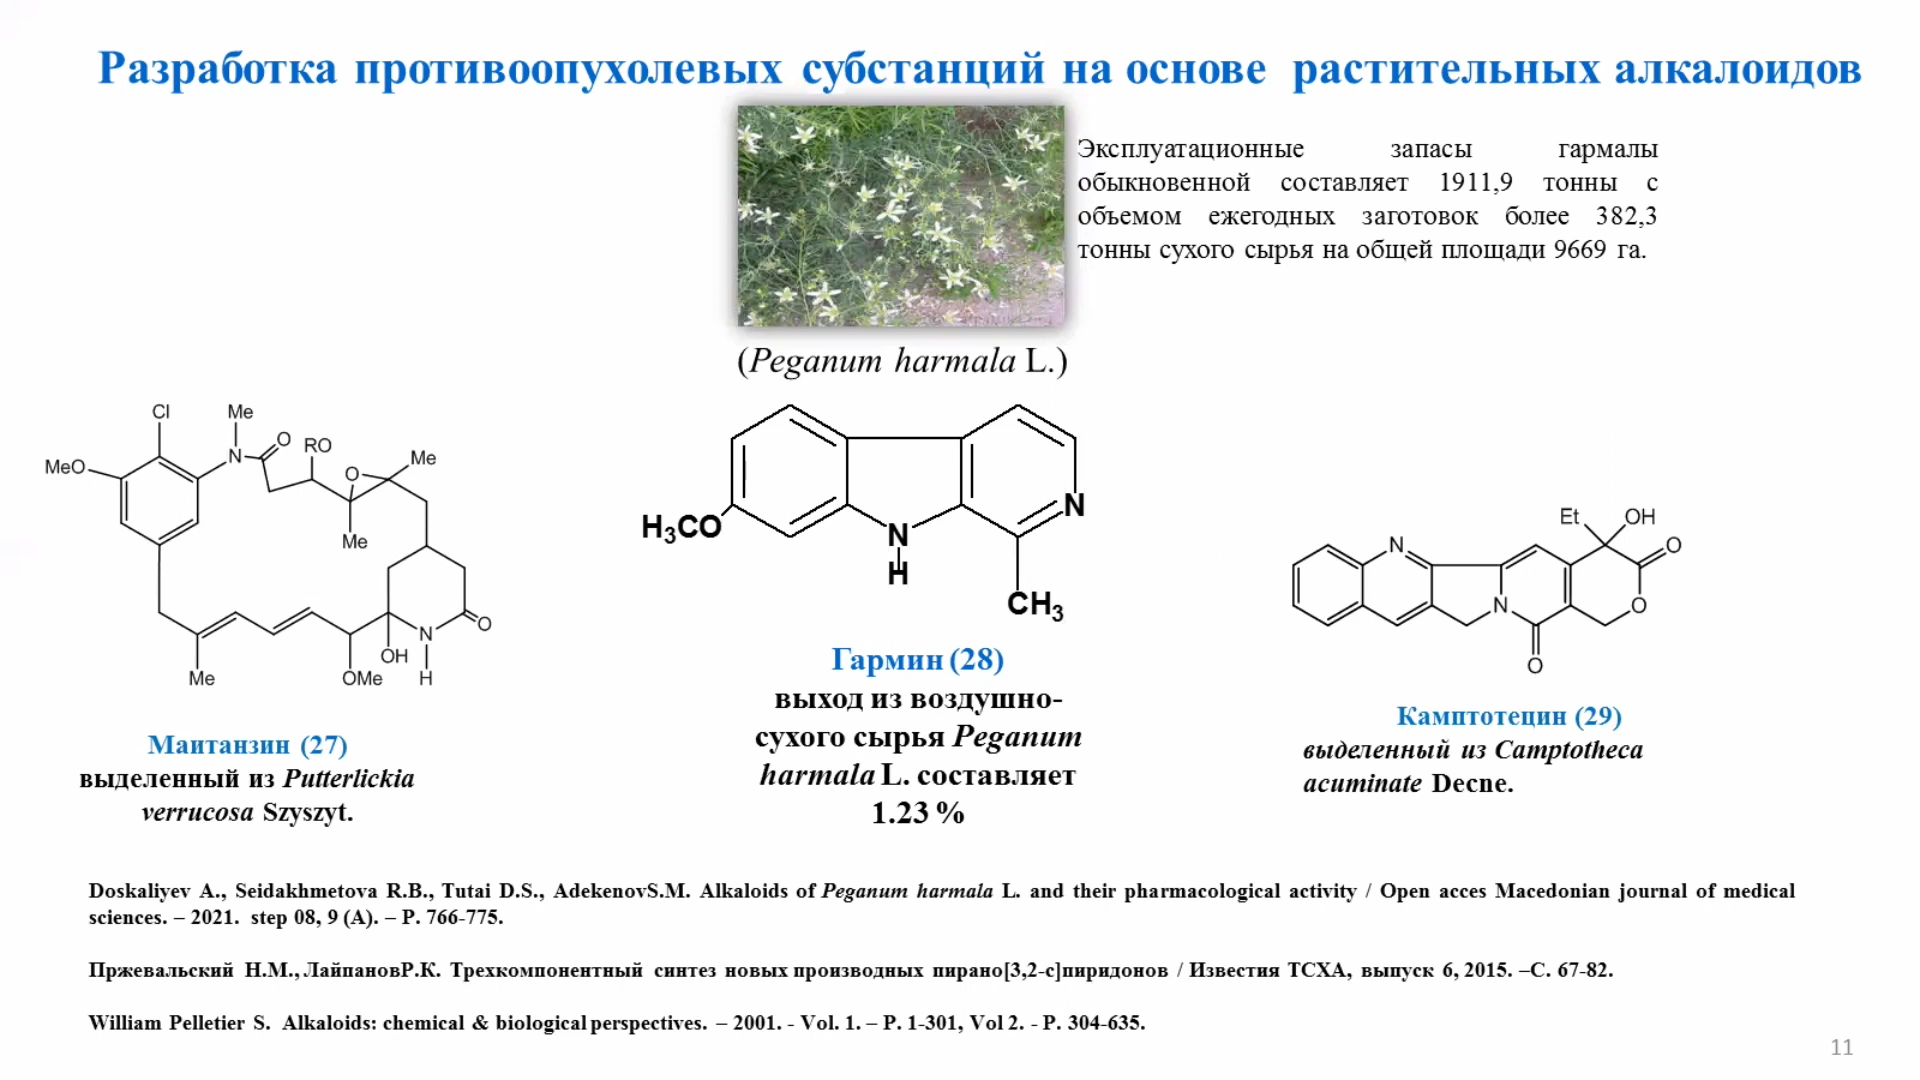 Разработка противоопухолевых субстанций на основе растительных алкалоидов
Эксплуатационные запасы гармалы
обыкновенной составляет 1911,9 тонны с
объемом ежегодных заготовок более 382,3
тонны сухого сырья на общей площади 9669 га.
(Peganum harmala L.)
Cl
Me
MeO
N
O
RO
O
Me
Me
O
N
OH
Me
OMe
H
H3CO
N
H
N
CH3
Et
OH
N
O
N
O
O
Маитанзин (27)
выделенный из Putterlickia
verrucosa Szyszyt.
Гармин (28)
выход из воздушно-
сухого сырья Peganum
harmala L. составляет
1.23 %
Камптотецин (29)
выделенный из Camptotheca
acuminate Decne.
Doskaliyev A., Seidakhmetova R.B., Tutai D.S., AdekenovS.M. Alkaloids of Peganum harmala L. and their pharmacological activity / Open acces Macedonian journal of medical
sciences. – 2021. step 08, 9 (A). – P. 766-775.
Пржевальский Н.М., ЛайпановР.К. Трехкомпонентный синтез новых производных пирано[3,2-с]пиридонов / Известия ТСХА, выпуск 6, 2015. –С. 67-82.
William Pelletier S. Alkaloids: chemical & biological perspectives. – 2001. - Vol. 1. – P. 1-301, Vol 2. - P. 304-635.
11